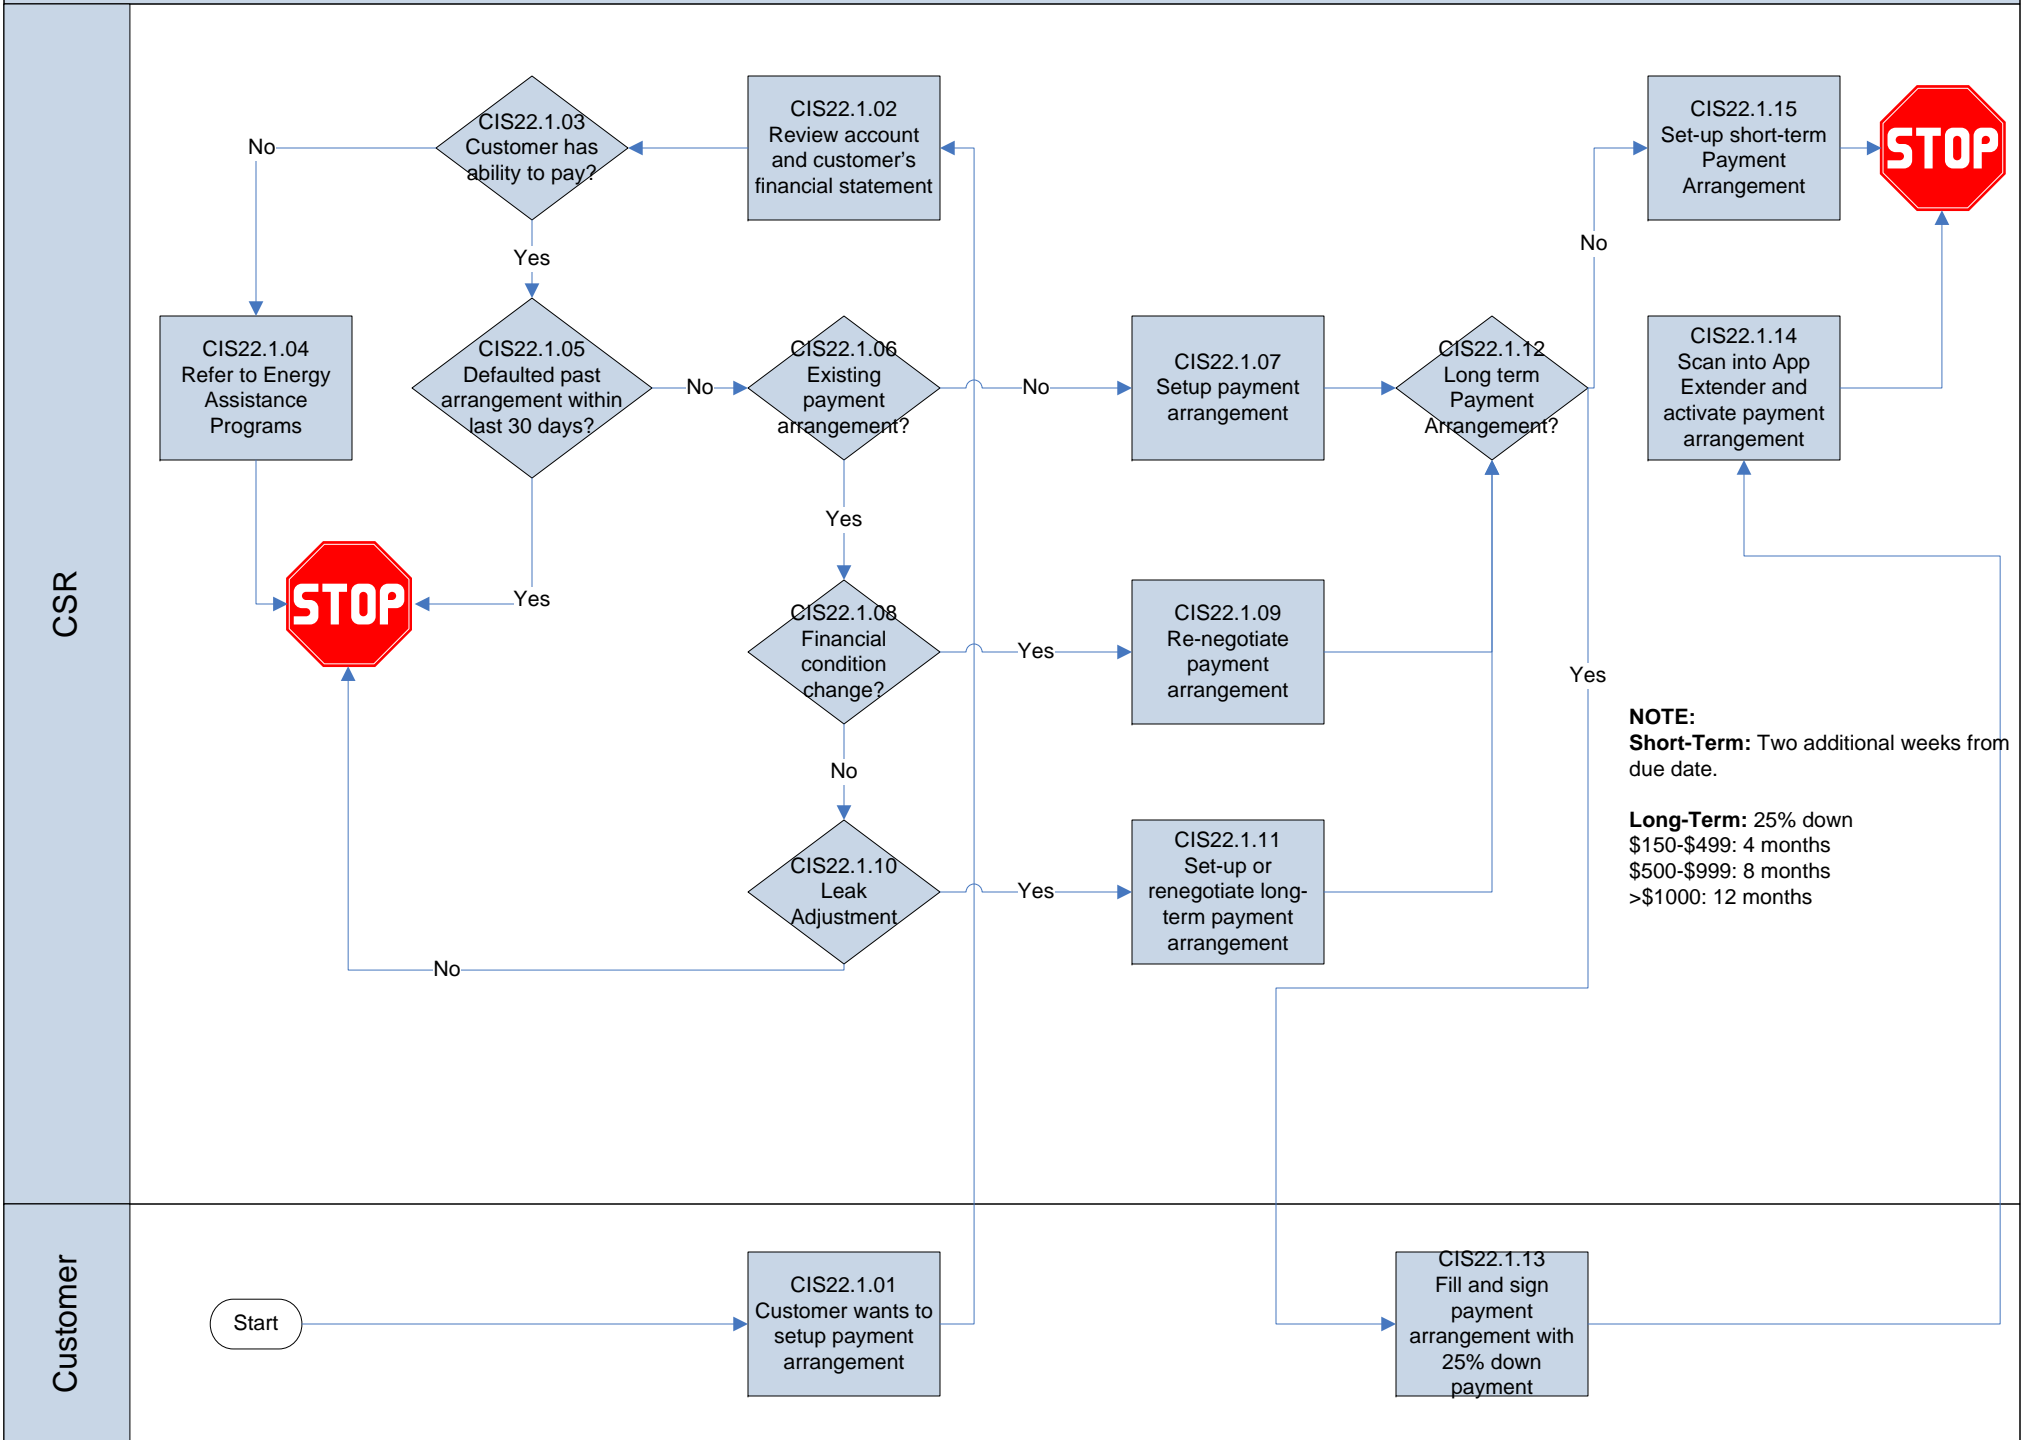 CSR
No
CIS22.1.03
Customer has
ability to pay?
CIS22.1.02
Review account
and customer's
financial statement
CIS22.1.15
Set-up short-term
Payment
Arrangement
STOP
Yes
No
CIS22.1.04
Refer to Energy
Assistance
Programs
CIS22.1.05
Defaulted past
arrangement within
last 30 days?
No
CIS22.1.06
Existing
payment
arrangement?
No
CIS22.1.07
Setup payment
arrangement
CIS22.1.12
Long term
Payment
Arrangement?
CIS22.1.14
Scan into App
Extender and
activate payment
arrangement
Yes
STOP
Yes
CIS22.1.08
Financial
condition
change?
Yes
CIS22.1.09
Re-negotiate
payment
arrangement
Yes
NOTE:
Short-Term: Two additional weeks from
due date.
Long-Term: 25% down
$150-$499: 4 months
$500-$999: 8 months
>$1000: 12 months
No
CIS22.1.10
Leak
Adjustment
Yes
CIS22.1.11
Set-up or
renegotiate long-
term payment
arrangement
No
Customer
Start
CIS22.1.01
Customer wants to
setup payment
arrangement
CIS22.1.13
Fill and sign
payment
arrangement with
25% down
payment